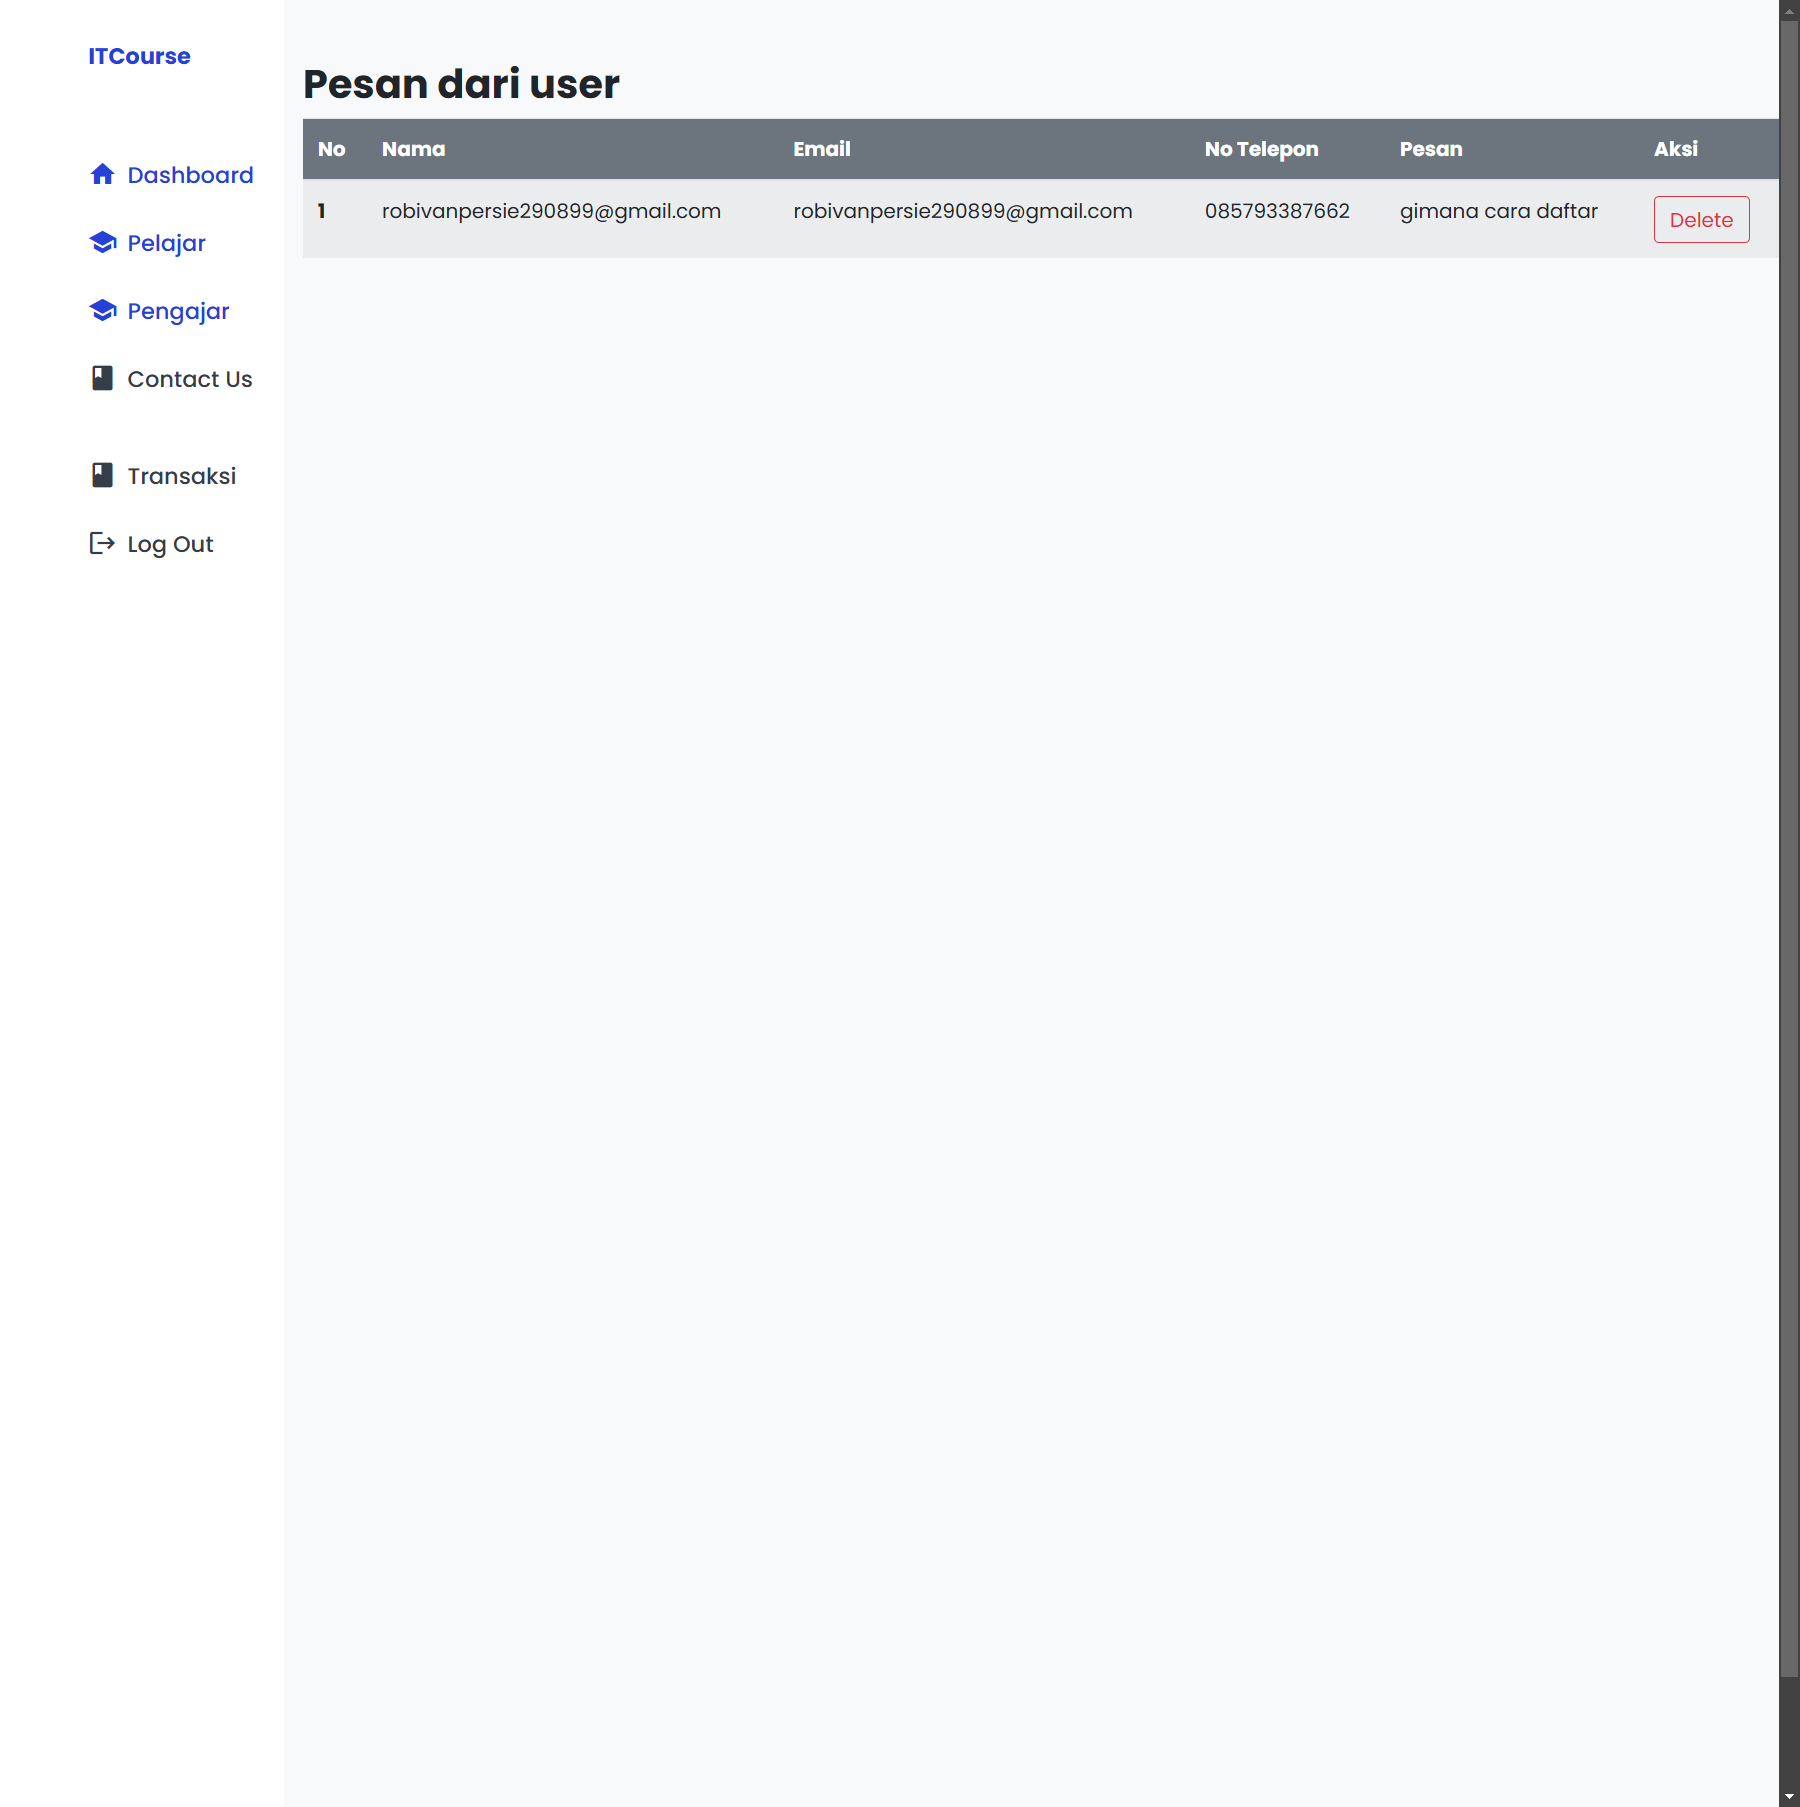 ITCourse
Dashboard
Pelajar
Pengajar
Contact Us
Transaksi
Log Out
Pesan dari user
No Nama Email No Telepon Pesan Aksi
1 robivanpersie290899@gmail.com robivanpersie290899@gmail.com 085793387662 gimana cara daftar Delete